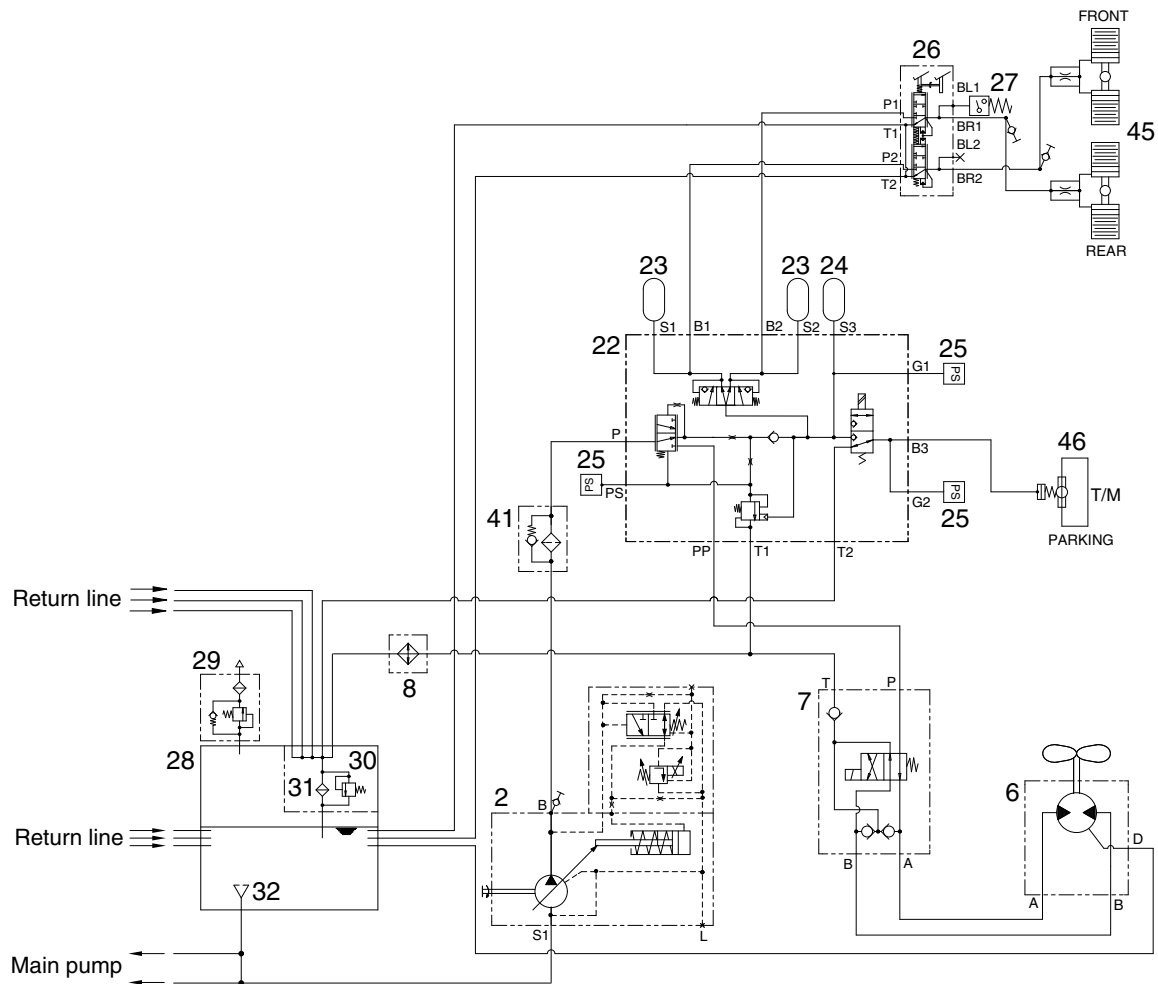 FRONT
26
BL1
27
P1
T1
BR1
BL2
45
P2
T2
BR2
REAR
23
23
24
S1
B1
B2
S2
S3
22
25
G1
PS
P
B3
46
25
PS
PS
PS
G2
25
T/M
41
PP
T1
T2
PARKING
Return line
29
8
T
P
7
28
30
31
2
B
6
Return line
D
32
B
A
A
B
S1
L
Main pump